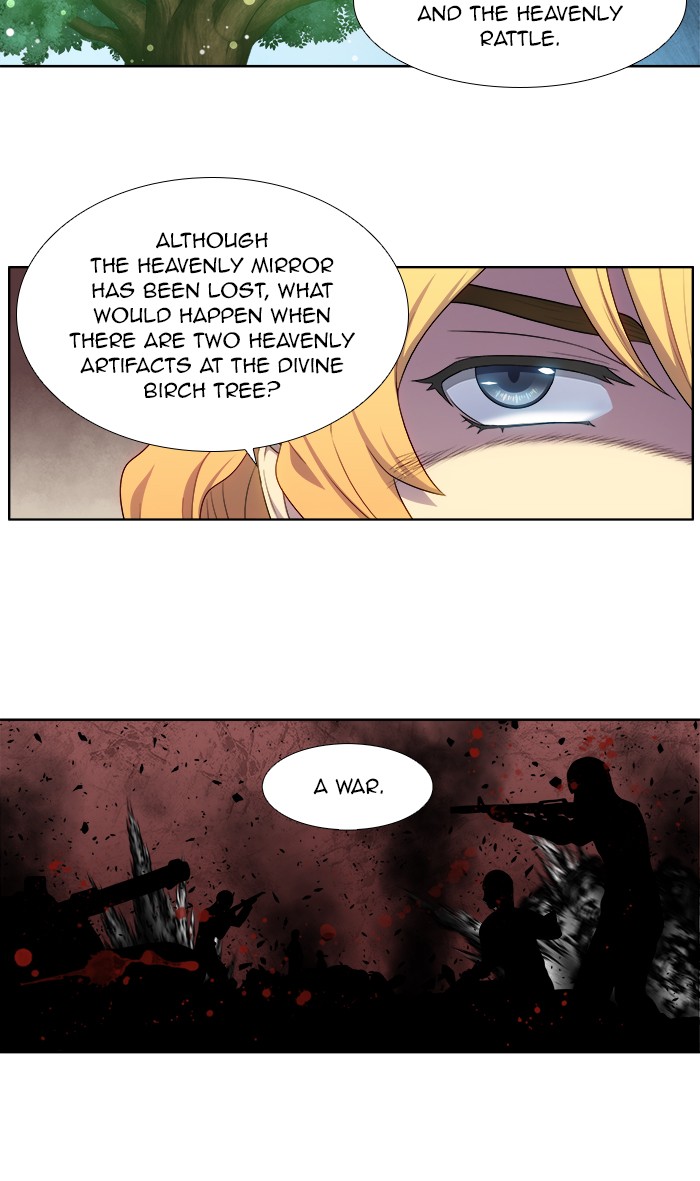 AND THE HEAVENLY
RATTLE.
ALTHOUGH
THE HEAVENLY MIRROR
HAS BEEN LOST, WHAT
WOULD HAPPEN WHEN
THERE ARE TWO HEAVENLY
ARTIFACTS AT THE DIVINE
BIRCH TREE?
A WAR.